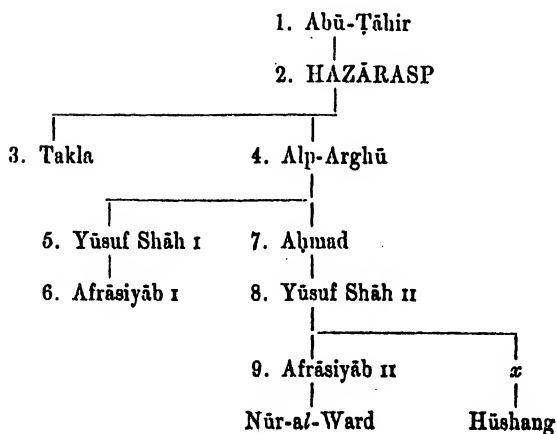 1. Abū-Ṭāhir
2. HAZĀRASP
3. Takla 4. Alp-Arghū
5. Yūsuf Shāh I 7. Aḥmad
6. Afrāsiyāb I 8. Yūsuf Shāh II
9. Afrāsiyāb II x
Nūr-al-Ward Hūshang